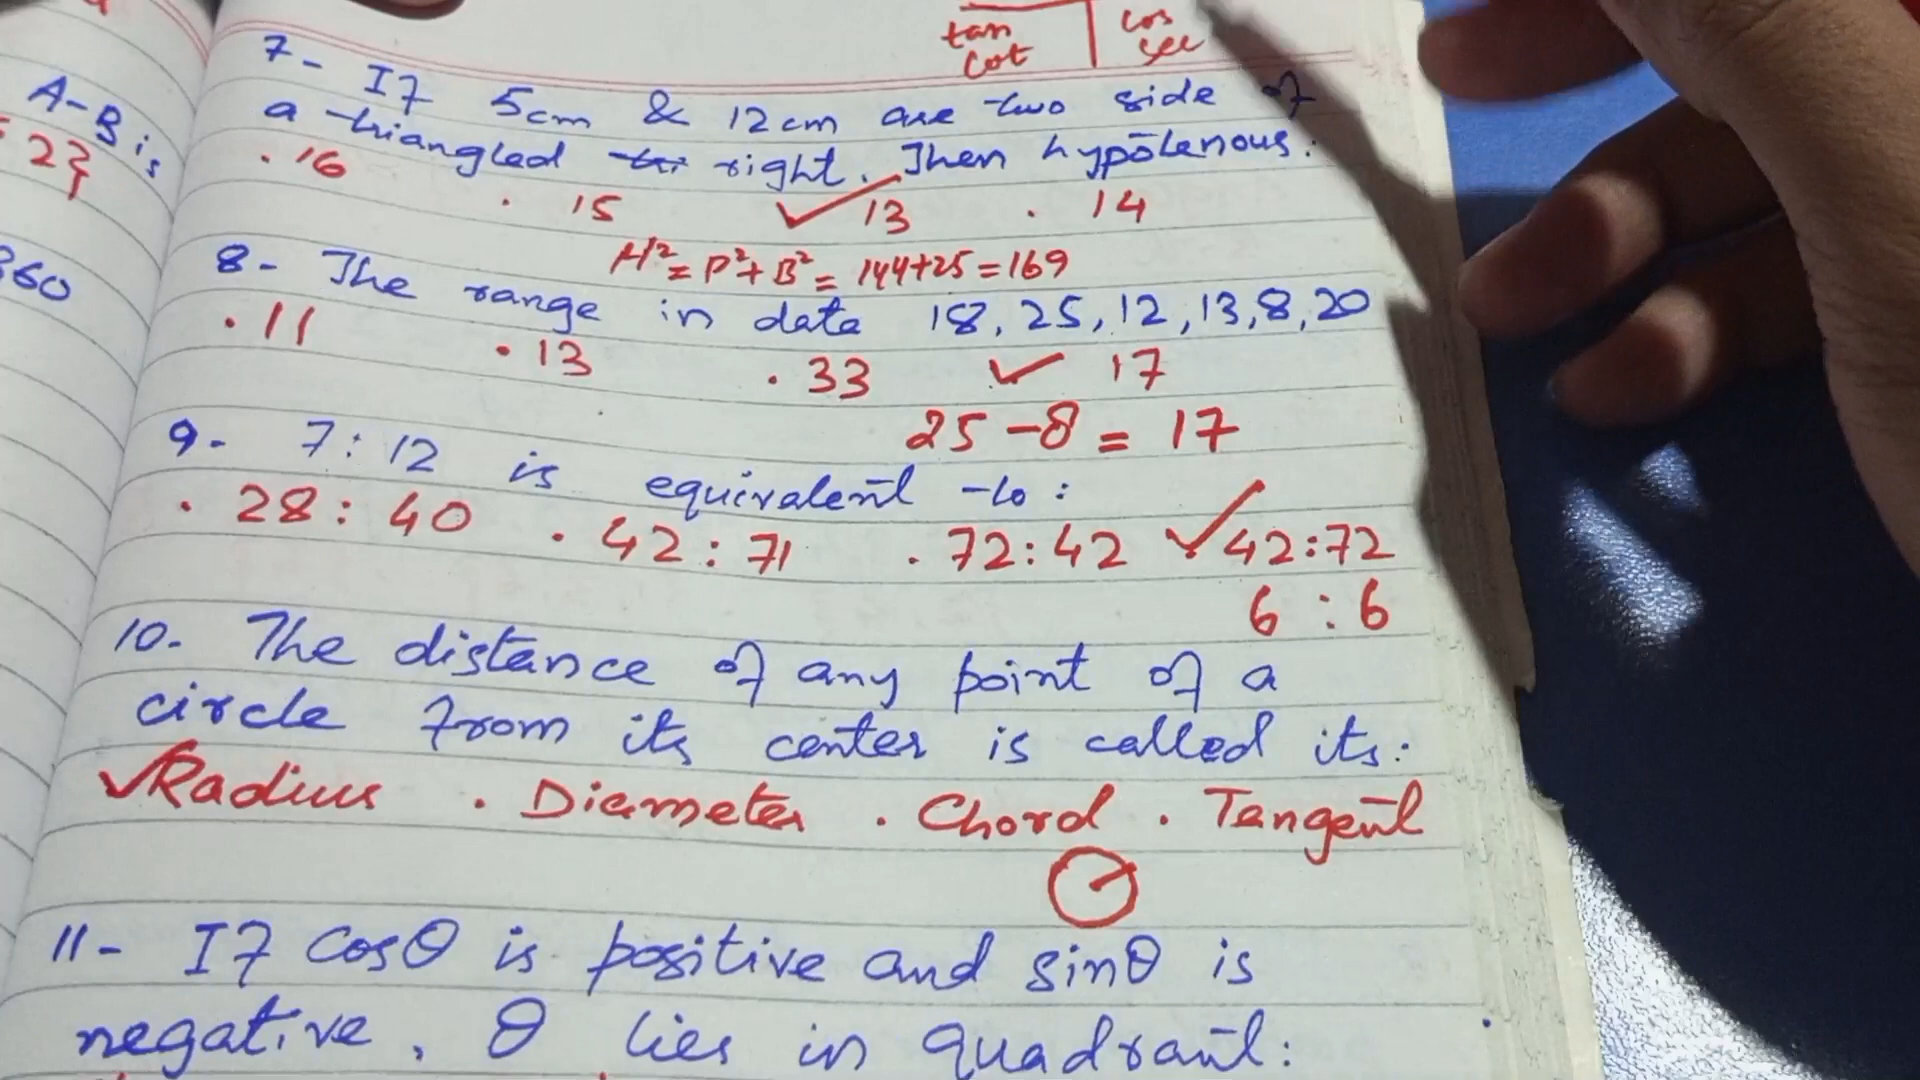 tan | cos
cot | sec
A-B is
= 2}
360
7- If 5cm & 12cm are two side of
a triangled right. Then hypotenous:
. 16 . 15 ✓ 13 . 14
H² = P² + B² = 144+25 = 169
8- The range in data 18, 25, 12, 13, 8, 20
. 11 . 13 . 33 ✓ 17
25 - 8 = 17
9- 7 : 12 is equivalent to :
. 28 : 40 . 42 : 71 . 72 : 42 ✓ 42 : 72
6 : 6
10- The distance of any point of a
circle from its center is called its:
✓ Radius . Diameter . Chord . Tangent
11- If Cosθ is positive and sinθ is
negative, θ lies in quadrant: